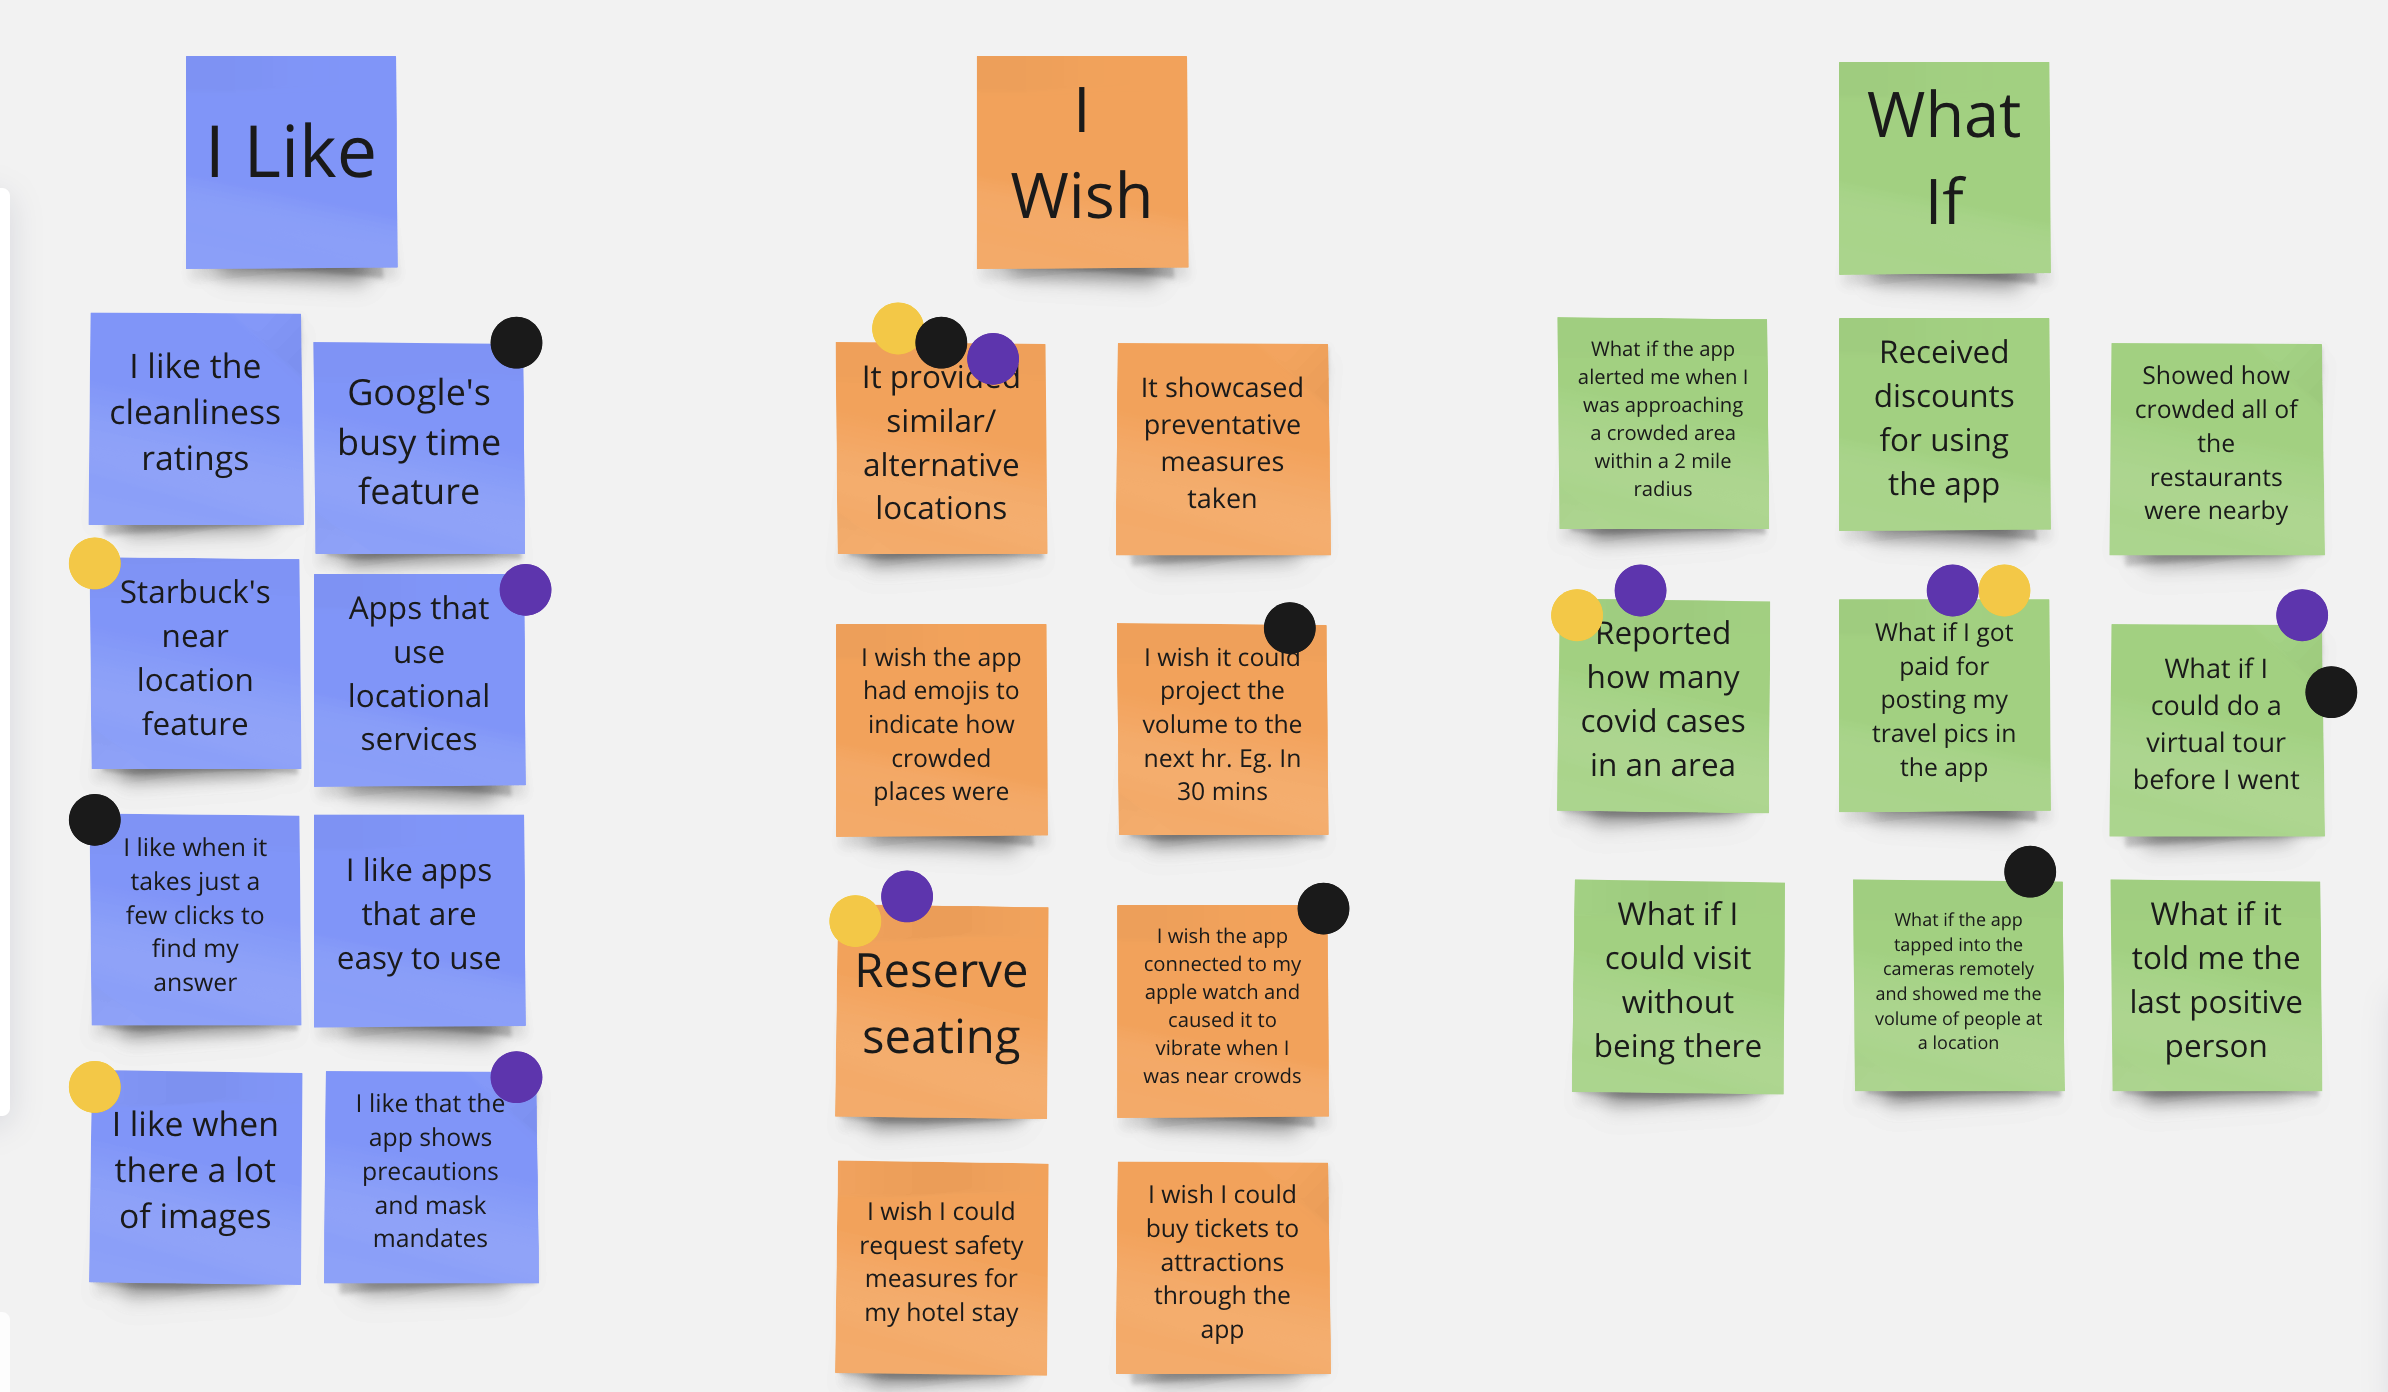 I Like
I like the
cleanliness
ratings
Google's
busy time
feature
Starbuck's
near
location
feature
Apps that
use
locational
services
I like when it
takes just a
few clicks to
find my
answer
I like apps
that are
easy to use
I like when
there a lot
of images
I like that the
app shows
precautions
and mask
mandates
I
Wish
It provided
similar/
alternative
locations
It showcased
preventative
measures
taken
I wish the app
had emojis to
indicate how
crowded
places were
I wish it could
project the
volume to the
next hr. Eg. In
30 mins
Reserve
seating
I wish the app
connected to my
apple watch and
caused it to
vibrate when I
was near crowds
I wish I could
request safety
measures for
my hotel stay
I wish I could
buy tickets to
attractions
through the
app
What
If
What if the app
alerted me when I
was approaching
a crowded area
within a 2 mile
radius
Received
discounts
for using
the app
Showed how
crowded all of
the
restaurants
were nearby
Reported
how many
covid cases
in an area
What if I got
paid for
posting my
travel pics in
the app
What if I
could do a
virtual tour
before I went
What if I
could visit
without
being there
What if the app
tapped into the
cameras remotely
and showed me the
volume of people at
a location
What if it
told me the
last positive
person